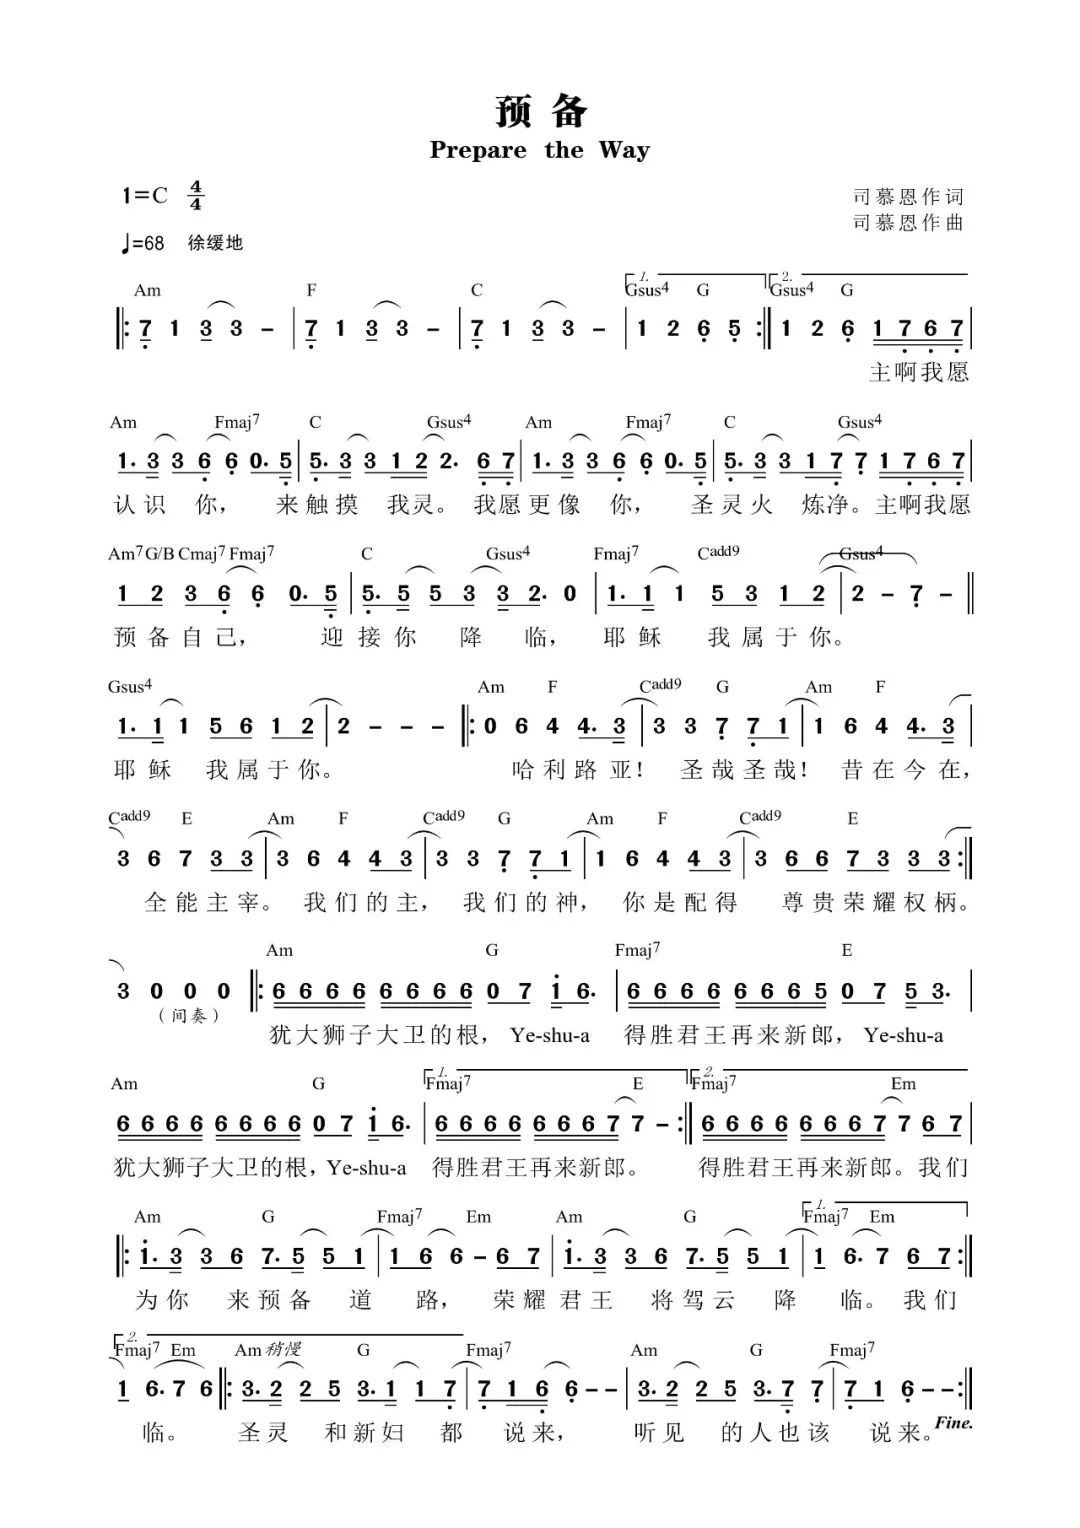 预备
Prepare the Way
1=C 4/4
司慕恩作词
♩=68 徐缓地
司慕恩作曲
Am F C 1. Gsus4 G 2. Gsus4 G
7 1 3 3 - 7 1 3 3 - 7 1 3 3 - 1 2 6 5 1 2 6 1 7 6 7
主啊我愿
Am Fmaj7 C Gsus4 Am Fmaj7 C Gsus4
1. 3 3 6 6 0. 5 5. 3 3 1 2 2. 6 7 1. 3 3 6 6 0. 5 5. 3 3 1 7 7 1 7 6 7
认识你， 来触摸 我灵。我愿更像 你， 圣灵火 炼净。主啊我愿
Am7 G/B Cmaj7 Fmaj7 C Gsus4 Fmaj7 Cadd9 Gsus4
1 2 3 6 6 0. 5 5. 5 5 3 3 2. 0 1. 1 1 5 3 1 2 2 - 7 -
预备自己， 迎接你 降 临， 耶稣 我属于你。
Gsus4 Am F Cadd9 G Am F
1. 1 1 5 6 1 2 2 - - - 0 6 4 4. 3 3 3 7 7 1 1 6 4 4. 3
耶稣 我属于你。 哈利路亚！ 圣哉圣哉！ 昔在今在，
Cadd9 E Am F Cadd9 G Am F Cadd9 E
3 6 7 3 3 3 6 4 4 3 3 3 7 7 1 1 6 4 4 3 3 6 6 7 3 3 3
全能主宰。 我们的主， 我们的神， 你是配得 尊贵荣耀权柄。
Am G Fmaj7 E
3 0 0 0 6 6 6 6 6 6 6 6 0 7 1 6. 6 6 6 6 6 6 6 5 0 7 5 3.
（间奏）
犹大狮子大卫的根， Ye-shu-a 得胜君王再来新郎， Ye-shu-a
Am G 1. Fmaj7 E 2. Fmaj7 Em
6 6 6 6 6 6 6 6 0 7 1 6. 6 6 6 6 6 6 6 7 7 - 6 6 6 6 6 6 6 7 7 6 7
犹大狮子大卫的根， Ye-shu-a 得胜君王再来新郎。 得胜君王再来新郎。我们
Am G Fmaj7 Em Am G 1. Fmaj7 Em
1. 3 3 6 7. 5 5 1 1 6 6 - 6 7 1. 3 3 6 7. 5 5 1 1 6. 7 6 7
为你 来预备 道 路， 荣耀君王 将驾云 降 临。我们
2. Fmaj7 Em Am 稍慢 G Fmaj7 Am G Fmaj7
1 6. 7 6 3. 2 2 5 3. 1 1 7 7 1 6 6 - - 3. 2 2 5 3. 7 7 7 1 6 - -
临。 圣灵 和新妇 都 说来， 听见 的人也该 说来。 Fine.